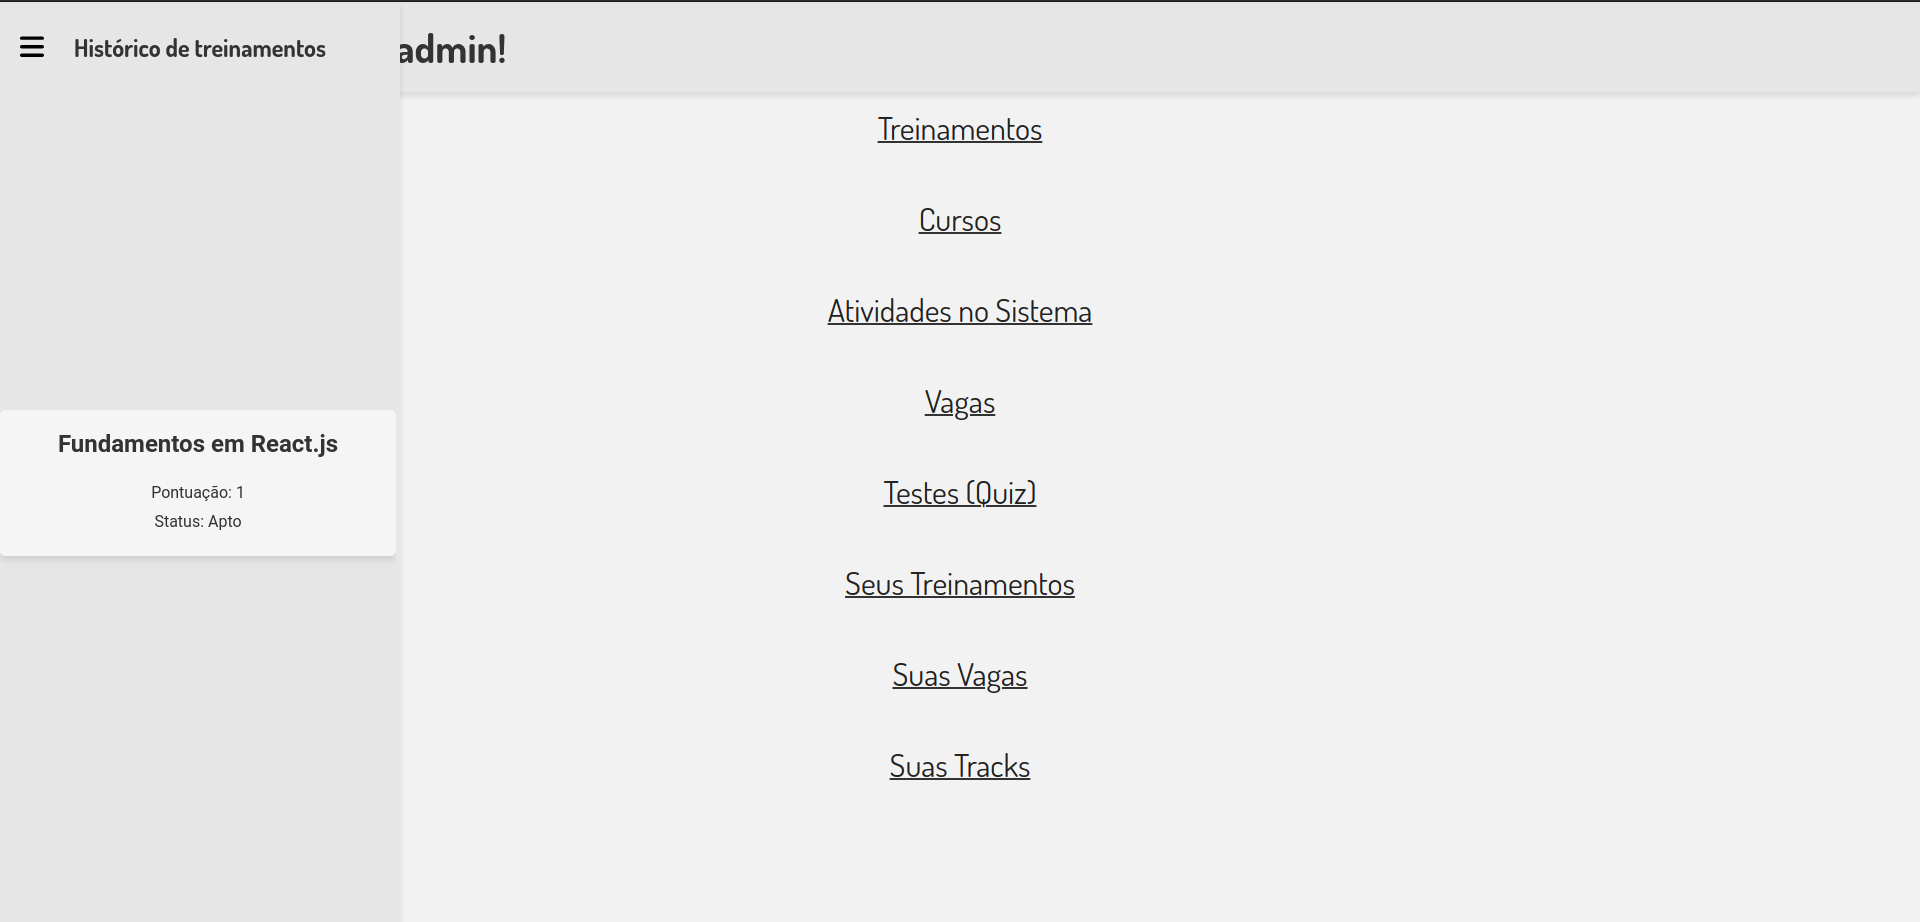 Histórico de treinamentos
admin!
Treinamentos
Cursos
Atividades no Sistema
Vagas
Fundamentos em React.js
Pontuação: 1
Status: Apto
Testes (Quiz)
Seus Treinamentos
Suas Vagas
Suas Tracks